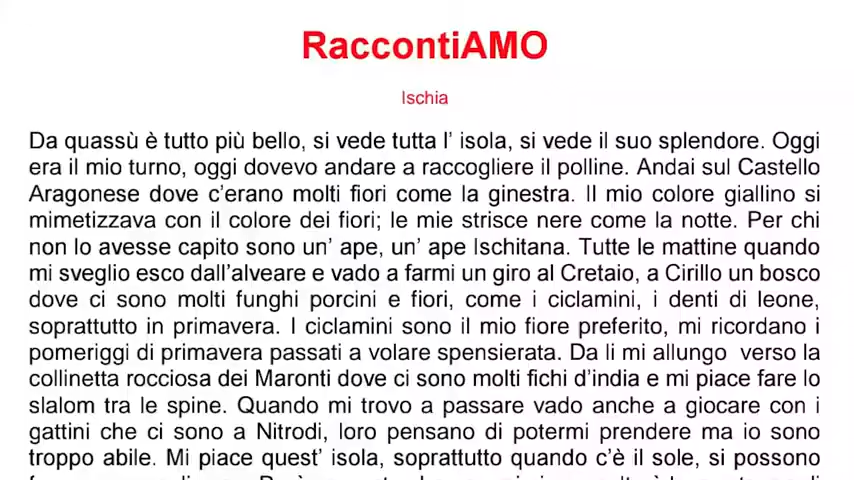 RaccontiAMO
Ischia
Da quassù è tutto più bello, si vede tutta l' isola, si vede il suo splendore. Oggi
era il mio turno, oggi dovevo andare a raccogliere il polline. Andai sul Castello
Aragonese dove c'erano molti fiori come la ginestra. Il mio colore giallino si
mimetizzava con il colore dei fiori; le mie strisce nere come la notte. Per chi
non lo avesse capito sono un' ape, un' ape Ischitana. Tutte le mattine quando
mi sveglio esco dall'alveare e vado a farmi un giro al Cretaio, a Cirillo un bosco
dove ci sono molti funghi porcini e fiori, come i ciclamini, i denti di leone,
soprattutto in primavera. I ciclamini sono il mio fiore preferito, mi ricordano i
pomeriggi di primavera passati a volare spensierata. Da li mi allungo verso la
collinetta rocciosa dei Maronti dove ci sono molti fichi d'india e mi piace fare lo
slalom tra le spine. Quando mi trovo a passare vado anche a giocare con i
gattini che ci sono a Nitrodi, loro pensano di potermi prendere ma io sono
troppo abile. Mi piace quest' isola, soprattutto quando c'è il sole, si possono